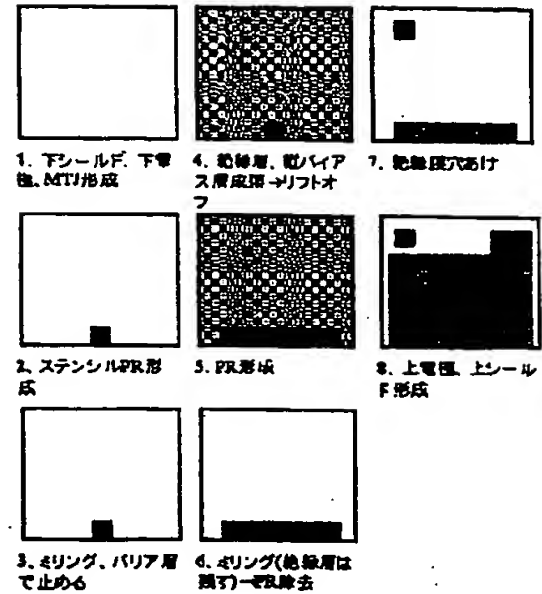 1、下シールド、下電
極、MTJ形成
2、ステンシルPR形
成
3、ミリング、バリア層
で止める
4、絶縁層、縦バイア
ス層成膜→リフトオ
フ
5、PR形成
6、ミリング(絶縁層は
残す)→PR除去
7、絶縁膜穴あけ
8、上電極、上シール
ド形成